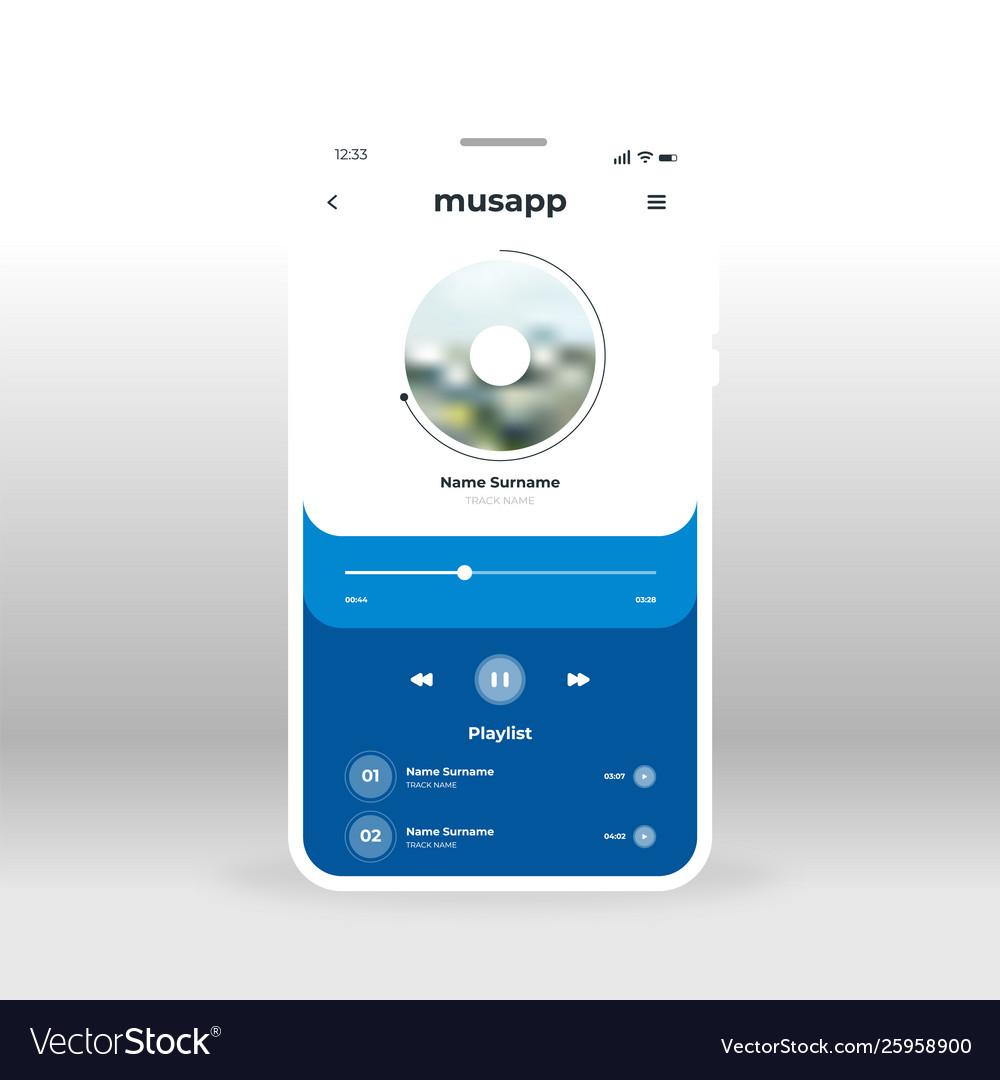 12:33
musapp
Name Surname
TRACK NAME
00:44 03:28
Playlist
01 Name Surname 03:07
TRACK NAME
02 Name Surname 04:02
TRACK NAME
VectorStock® VectorStock.com/25958900